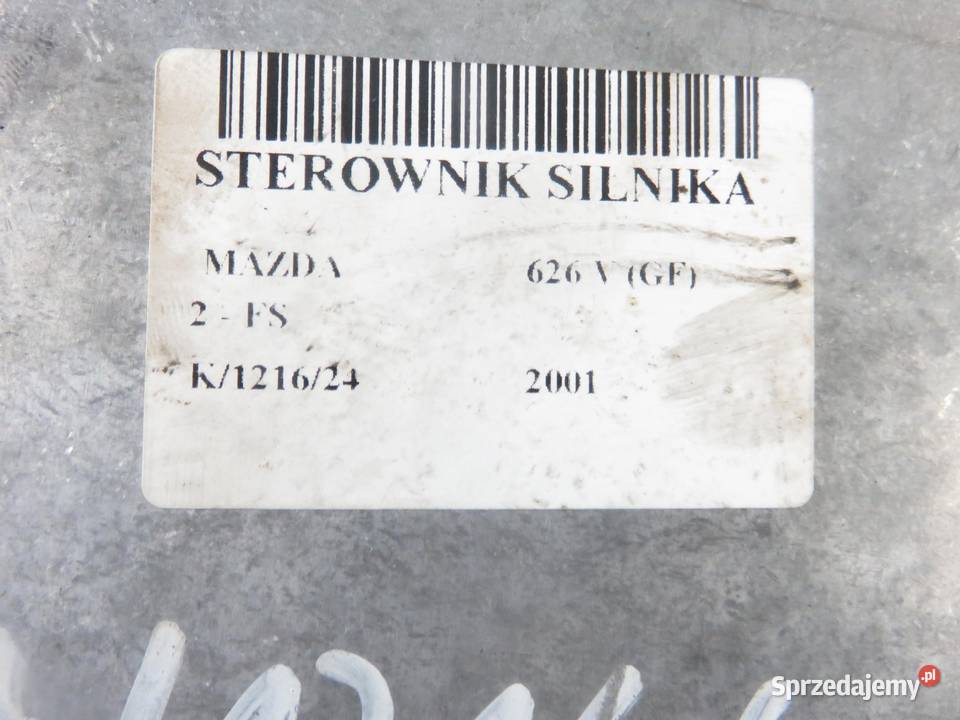 STEROWNIK SILNIKA
MAZDA 626 V (GF)
2 - FS
K/1216/24 2001
Sprzedajemy.pl